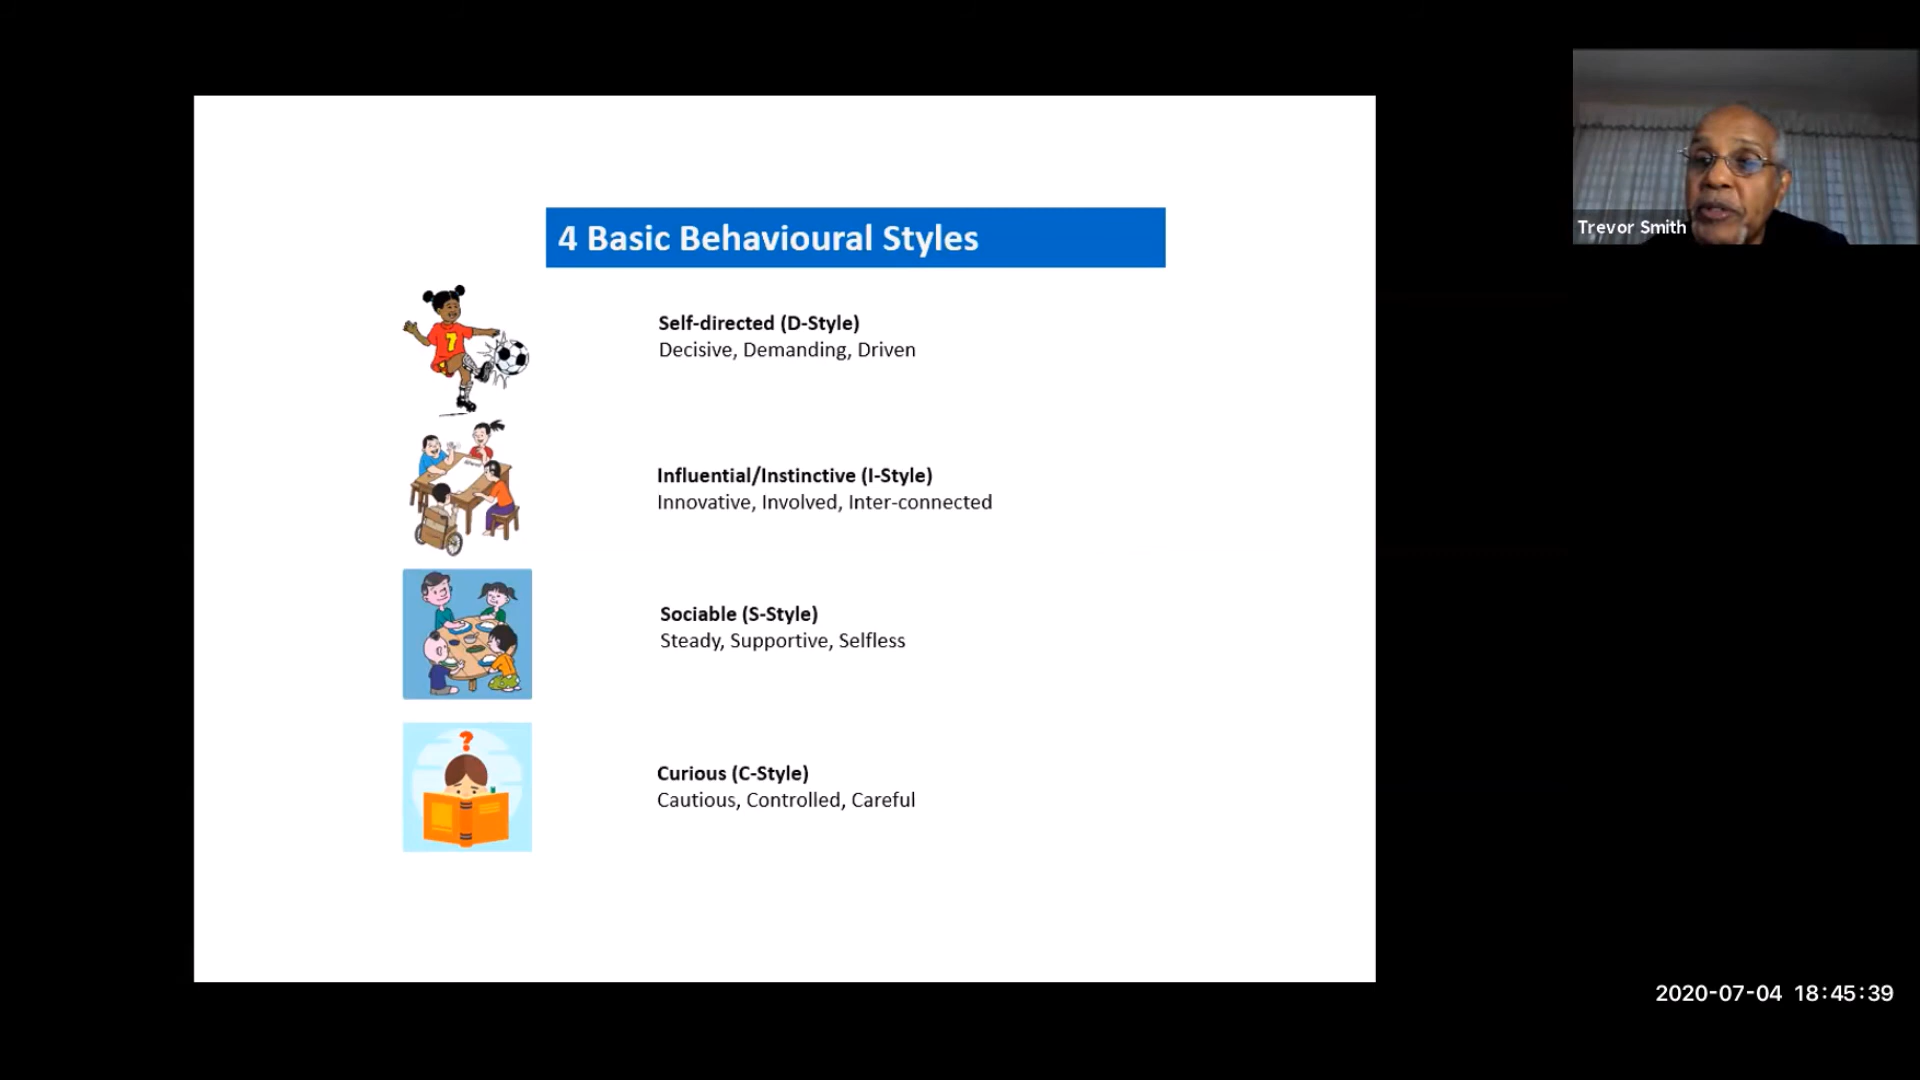 4 Basic Behavioural Styles
7
Self-directed (D-Style)
Decisive, Demanding, Driven
Influential/Instinctive (I-Style)
Innovative, Involved, Inter-connected
Sociable (S-Style)
Steady, Supportive, Selfless
?
Curious (C-Style)
Cautious, Controlled, Careful
Trevor Smith
2020-07-04 18:45:39